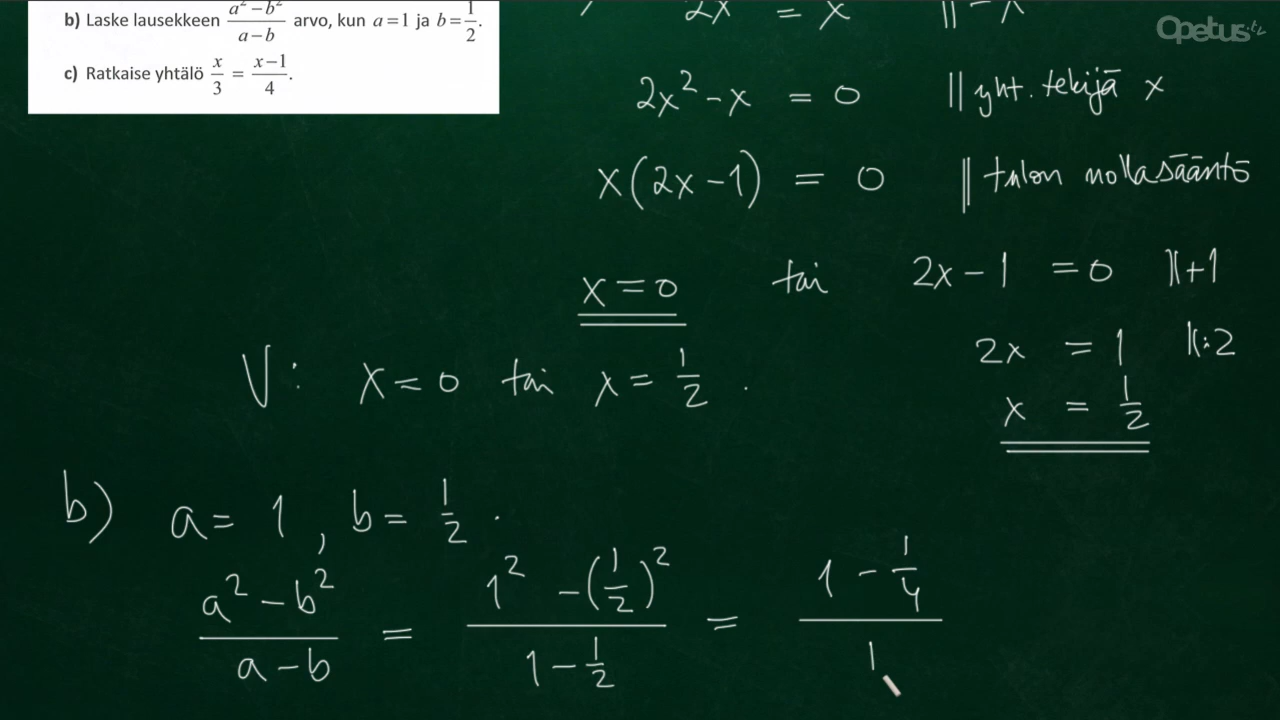 b) Laske lausekkeen (a² − b²)/(a − b) arvo, kun a = 1 ja b = 1/2.
c) Ratkaise yhtälö x/3 = (x − 1)/4.
Opetus.tv
2x = x || −x
2x² − x = 0 || yht. tekijä x
x(2x − 1) = 0 || tulon nollasääntö
x = 0 tai 2x − 1 = 0 || +1
2x = 1 || :2
x = 1/2
V: x = 0 tai x = 1/2.
b) a = 1, b = 1/2.
(a² − b²)/(a − b) = (1² − (1/2)²)/(1 − 1/2) = (1 − 1/4)/1